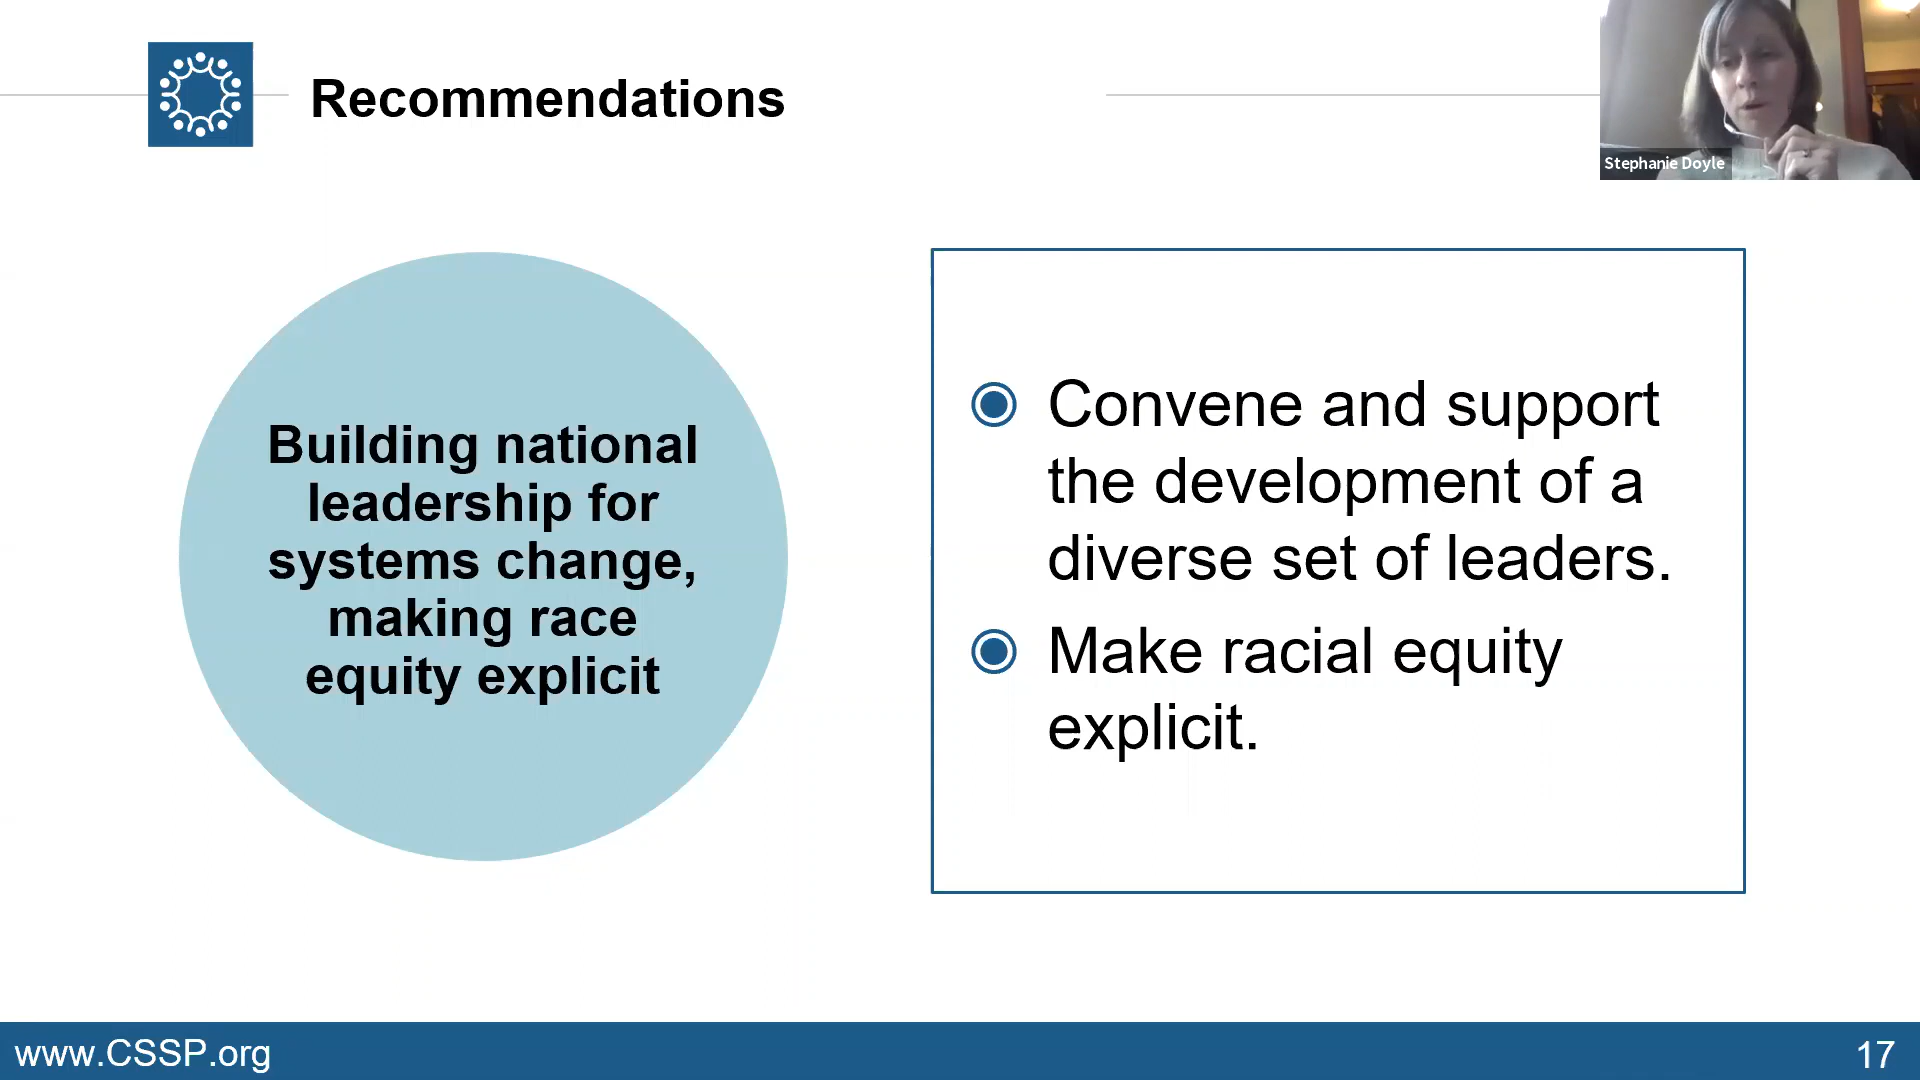 Recommendations
Stephanie Doyle
Building national
leadership for
systems change,
making race
equity explicit
Convene and support
the development of a
diverse set of leaders.
Make racial equity
explicit.
www.CSSP.org
17